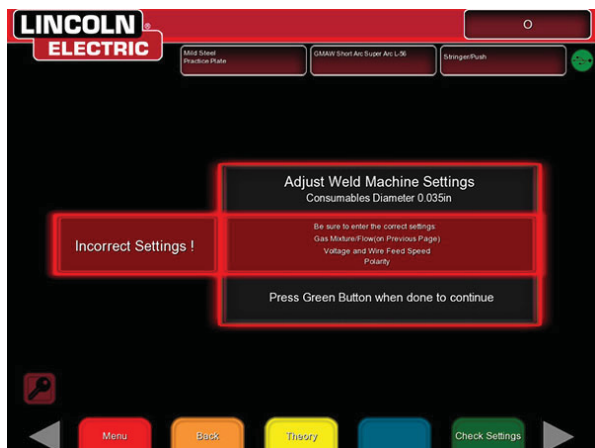 LINCOLN®
ELECTRIC
O
Mild Steel
Practice Plate
GMAW Short Arc Super Arc L-56
Stringer/Push
Adjust Weld Machine Settings
Consumables Diameter 0.035in
Incorrect Settings !
Be sure to enter the correct settings:
Gas Mixture/Flow(on Previous Page)
Voltage and Wire Feed Speed
Polarity
Press Green Button when done to continue
Menu
Back
Theory
Check Settings